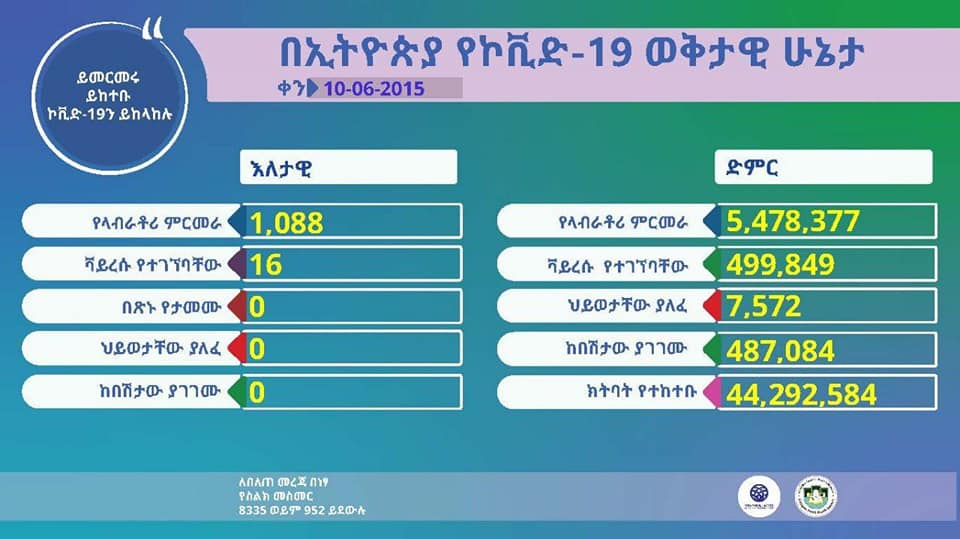 ይመርመሩ
ይከተቡ
ኮቪድ-19ን ይከላከሉ
በኢትዮጵያ የኮቪድ-19 ወቅታዊ ሁኔታ
ቀን 10-06-2015
እለታዊ
የላብራቶሪ ምርመራ 1,088
ቫይረሱ የተገኘባቸው 16
በጽኑ የታመሙ 0
ህይወታቸው ያለፈ 0
ከበሽታው ያገገሙ 0
ድምር
የላብራቶሪ ምርመራ 5,478,377
ቫይረሱ የተገኘባቸው 499,849
ህይወታቸው ያለፈ 7,572
ከበሽታው ያገገሙ 487,084
ክትባት የተከተቡ 44,292,584
ለበለጠ መረጃ በነፃ
የስልክ መስመር
8335 ወይም 952 ይደውሉ